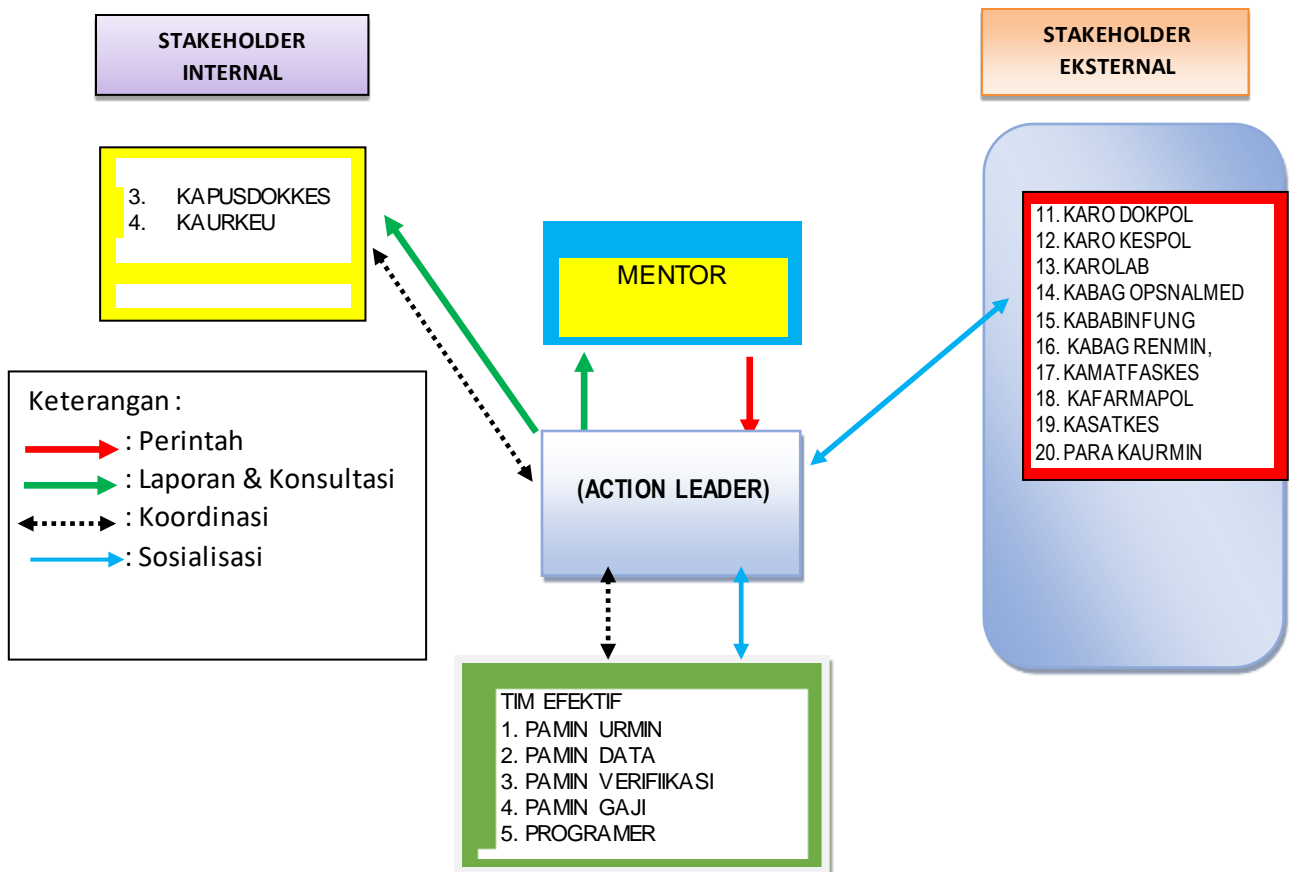 STAKEHOLDER
INTERNAL
STAKEHOLDER
EKSTERNAL
3. KAPUSDOKKES
4. KAURKEU
MENTOR
11. KARO DOKPOL
12. KARO KESPOL
13. KAROLAB
14. KABAG OPSNALMED
15. KABABINFUNG
16. KABAG RENMIN,
17. KAMATFASKES
18. KAFARMAPOL
19. KASATKES
20. PARA KAURMIN
Keterangan :
: Perintah
: Laporan & Konsultasi
: Koordinasi
: Sosialisasi
(ACTION LEADER)
TIM EFEKTIF
1. PAMIN URMIN
2. PAMIN DATA
3. PAMIN VERIFIIKASI
4. PAMIN GAJI
5. PROGRAMER